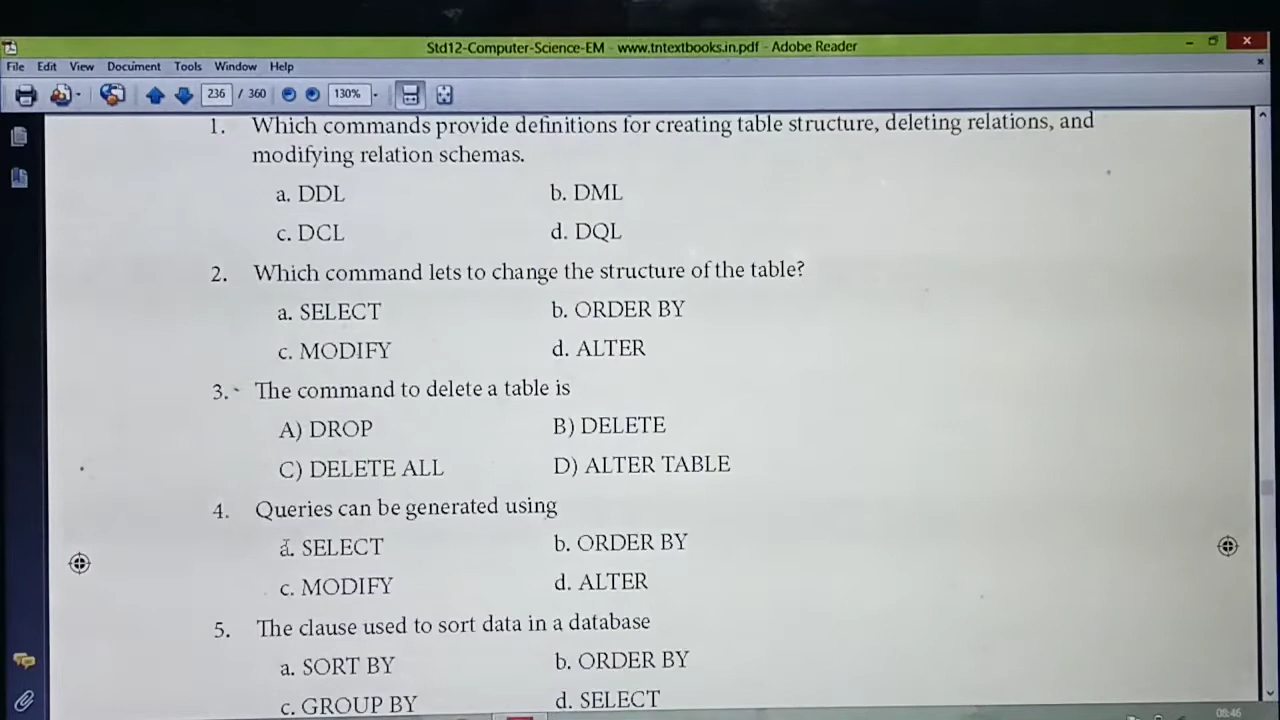 Std12-Computer-Science-EM - www.tntextbooks.in.pdf - Adobe Reader
File Edit View Document Tools Window Help
236 / 360 130%
1. Which commands provide definitions for creating table structure, deleting relations, and
modifying relation schemas.
a. DDL b. DML
c. DCL d. DQL
2. Which command lets to change the structure of the table?
a. SELECT b. ORDER BY
c. MODIFY d. ALTER
3. The command to delete a table is
A) DROP B) DELETE
C) DELETE ALL D) ALTER TABLE
4. Queries can be generated using
a. SELECT b. ORDER BY
c. MODIFY d. ALTER
5. The clause used to sort data in a database
a. SORT BY b. ORDER BY
c. GROUP BY d. SELECT
08:46